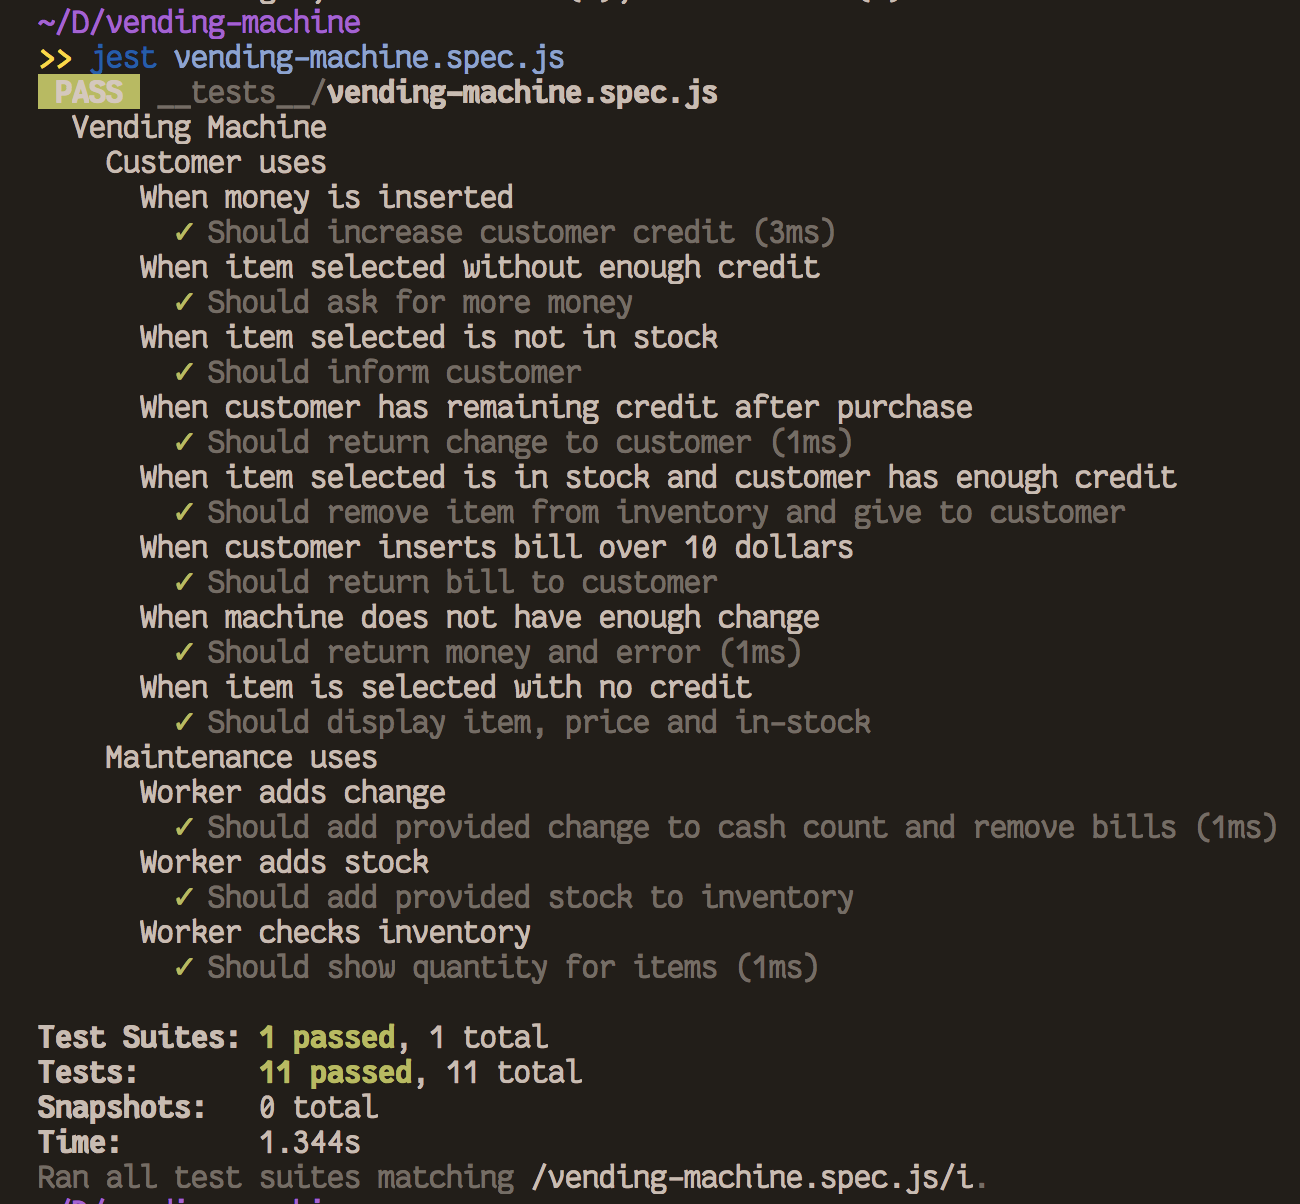 ~/D/vending-machine
>> jest vending-machine.spec.js
PASS __tests__/vending-machine.spec.js
Vending Machine
Customer uses
When money is inserted
✓ Should increase customer credit (3ms)
When item selected without enough credit
✓ Should ask for more money
When item selected is not in stock
✓ Should inform customer
When customer has remaining credit after purchase
✓ Should return change to customer (1ms)
When item selected is in stock and customer has enough credit
✓ Should remove item from inventory and give to customer
When customer inserts bill over 10 dollars
✓ Should return bill to customer
When machine does not have enough change
✓ Should return money and error (1ms)
When item is selected with no credit
✓ Should display item, price and in-stock
Maintenance uses
Worker adds change
✓ Should add provided change to cash count and remove bills (1ms)
Worker adds stock
✓ Should add provided stock to inventory
Worker checks inventory
✓ Should show quantity for items (1ms)
Test Suites: 1 passed, 1 total
Tests: 11 passed, 11 total
Snapshots: 0 total
Time: 1.344s
Ran all test suites matching /vending-machine.spec.js/i.